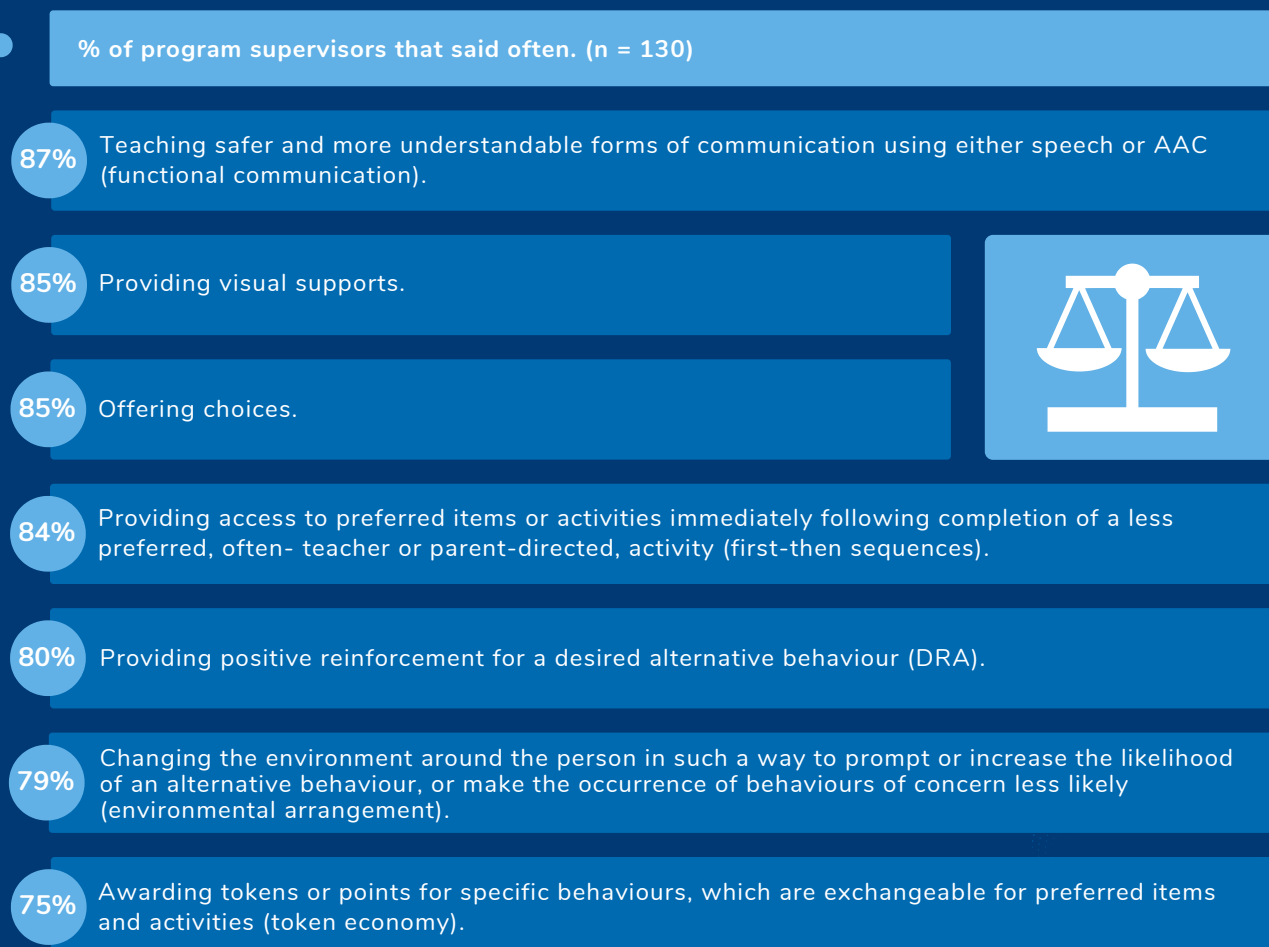 % of program supervisors that said often. (n = 130)
87%
Teaching safer and more understandable forms of communication using either speech or AAC
(functional communication).
85%
Providing visual supports.
85%
Offering choices.
84%
Providing access to preferred items or activities immediately following completion of a less
preferred, often- teacher or parent-directed, activity (first-then sequences).
80%
Providing positive reinforcement for a desired alternative behaviour (DRA).
79%
Changing the environment around the person in such a way to prompt or increase the likelihood
of an alternative behaviour, or make the occurrence of behaviours of concern less likely
(environmental arrangement).
75%
Awarding tokens or points for specific behaviours, which are exchangeable for preferred items
and activities (token economy).